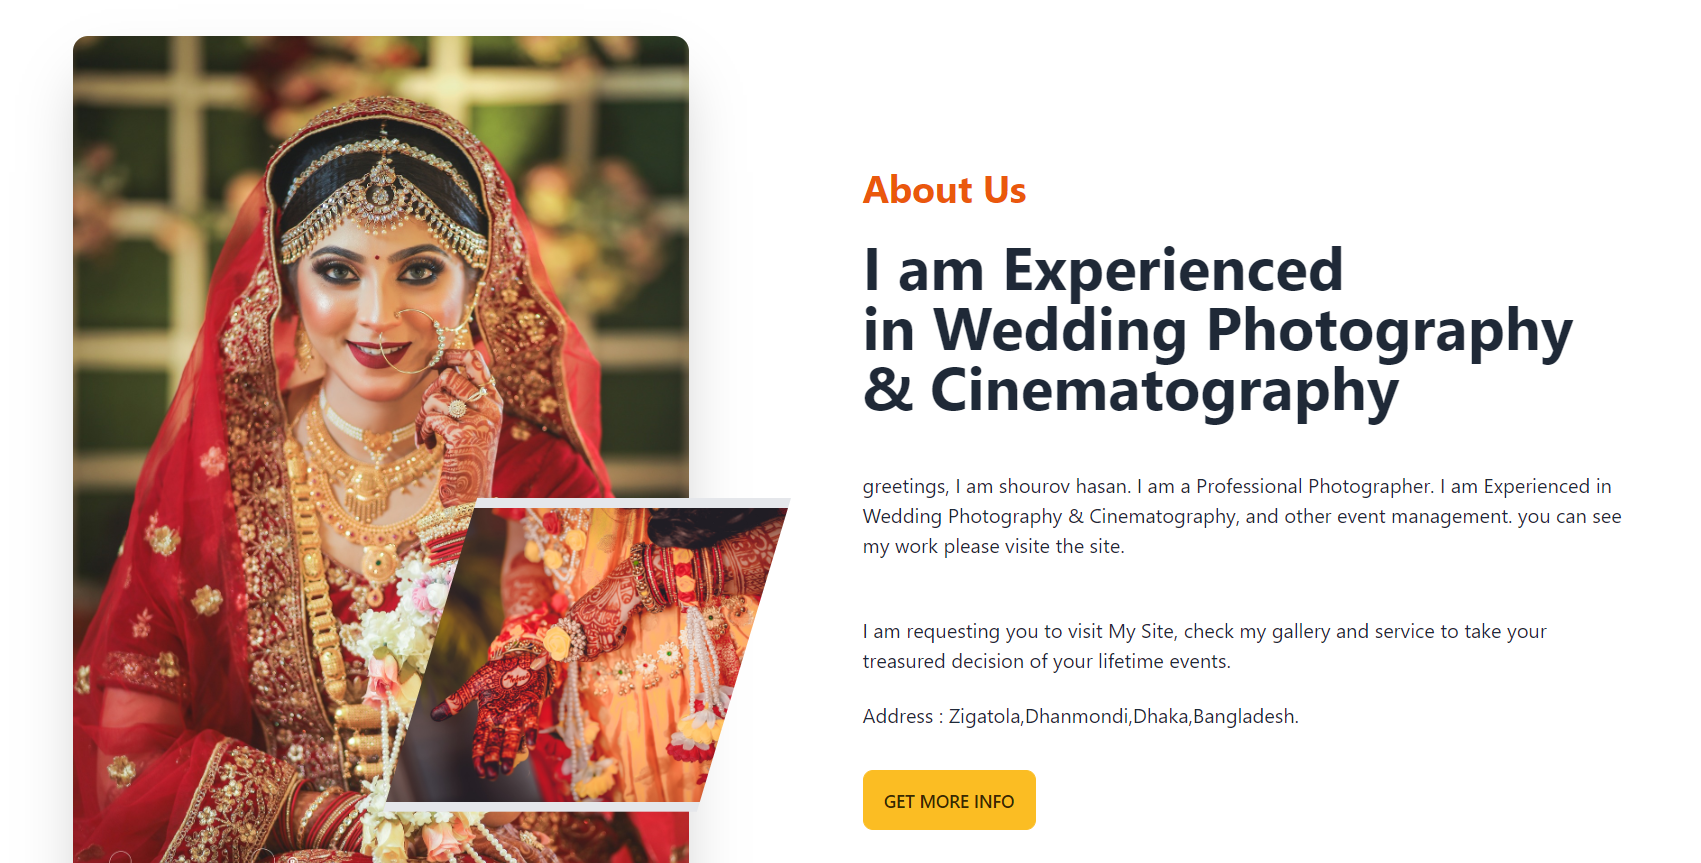 About Us
I am Experienced
in Wedding Photography
& Cinematography
greetings, I am shourov hasan. I am a Professional Photographer. I am Experienced in
Wedding Photography & Cinematography, and other event management. you can see
my work please visite the site.
I am requesting you to visit My Site, check my gallery and service to take your
treasured decision of your lifetime events.
Address : Zigatola,Dhanmondi,Dhaka,Bangladesh.
GET MORE INFO